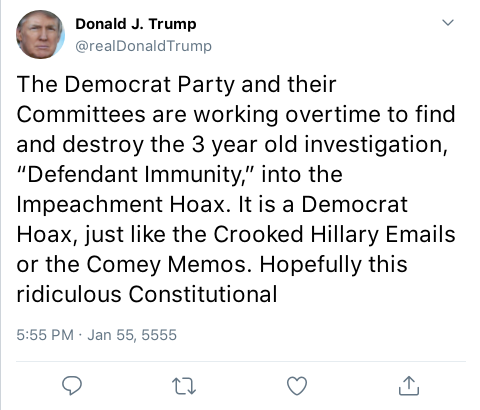 Donald J. Trump
@realDonaldTrump
The Democrat Party and their
Committees are working overtime to find
and destroy the 3 year old investigation,
“Defendant Immunity,” into the
Impeachment Hoax. It is a Democrat
Hoax, just like the Crooked Hillary Emails
or the Comey Memos. Hopefully this
ridiculous Constitutional
5:55 PM · Jan 55, 5555